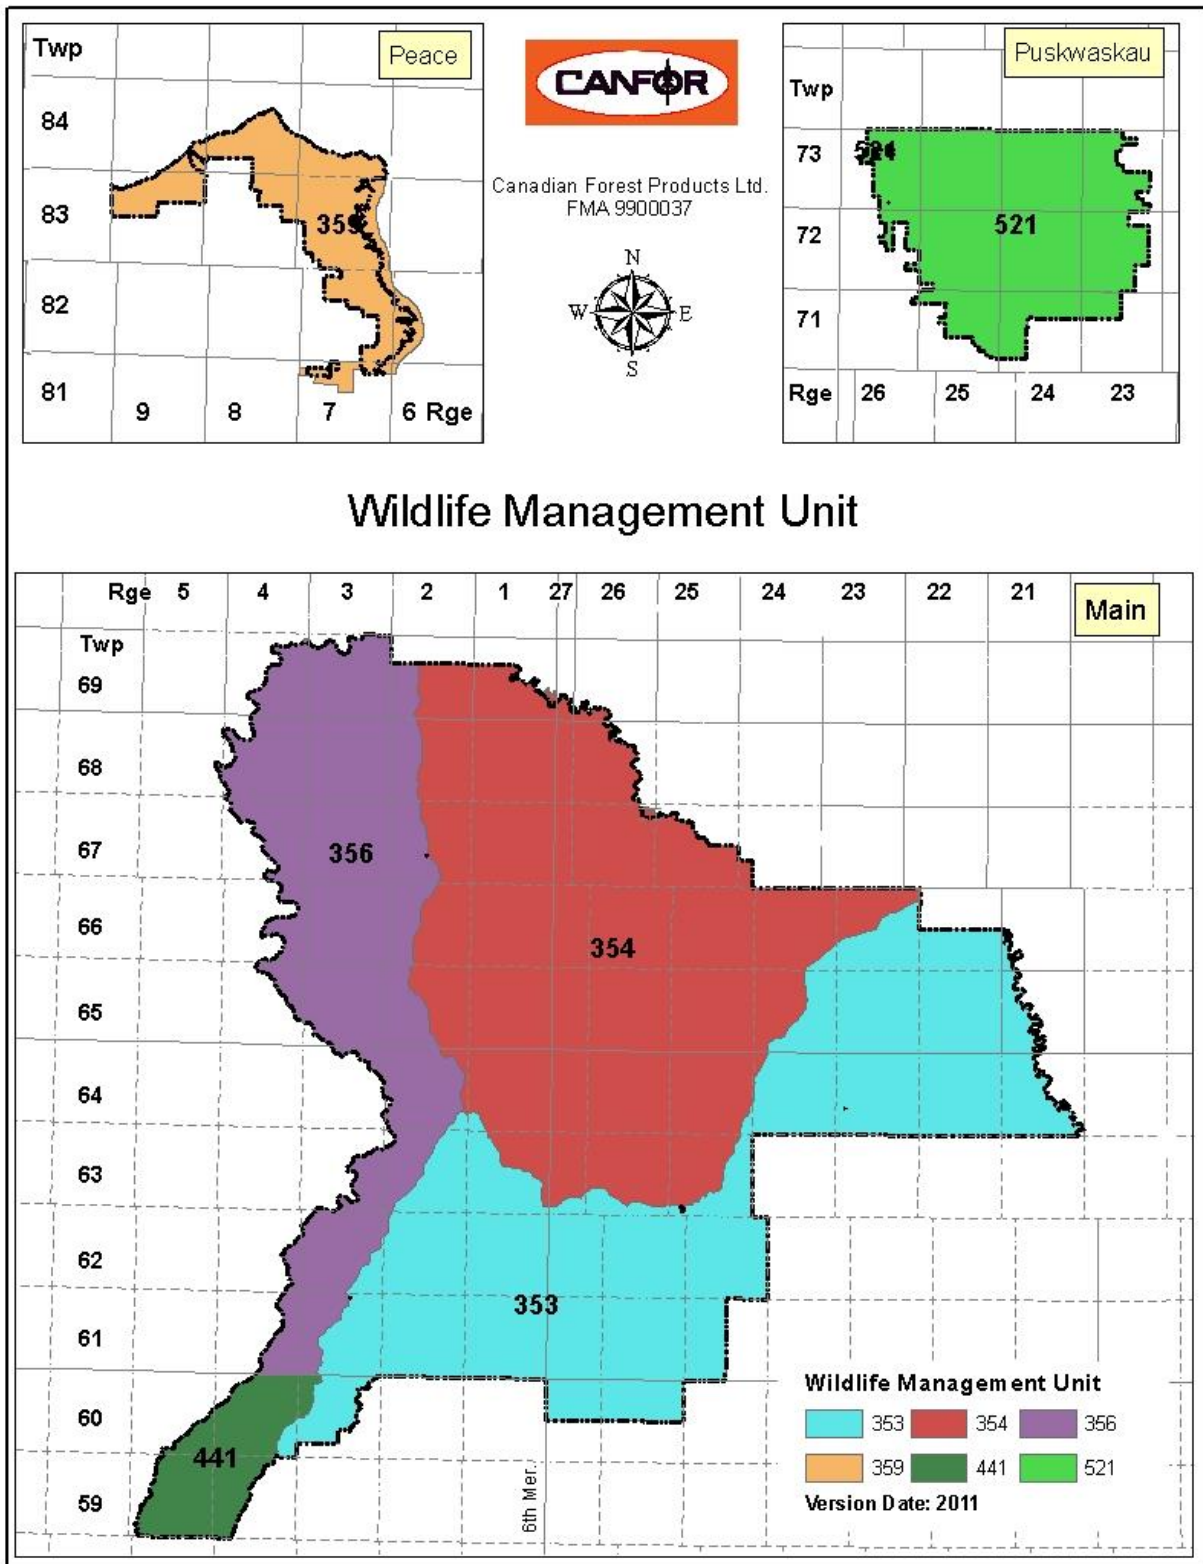 Twp
Peace
84
83
359
82
81
9 8 7 6 Rge
CANFOR
Canadian Forest Products Ltd.
FMA 9900037
N
W E
S
Puskwaskau
Twp
73
521
72
521
71
Rge 26 25 24 23
Wildlife Management Unit
Rge 5 4 3 2 1 27 26 25 24 23 22 21
Main
Twp
69
68
67
356
66
354
65
64
63
62
353
61
60
441
59
6th Mer.
Wildlife Management Unit
353 354 356
359 441 521
Version Date: 2011